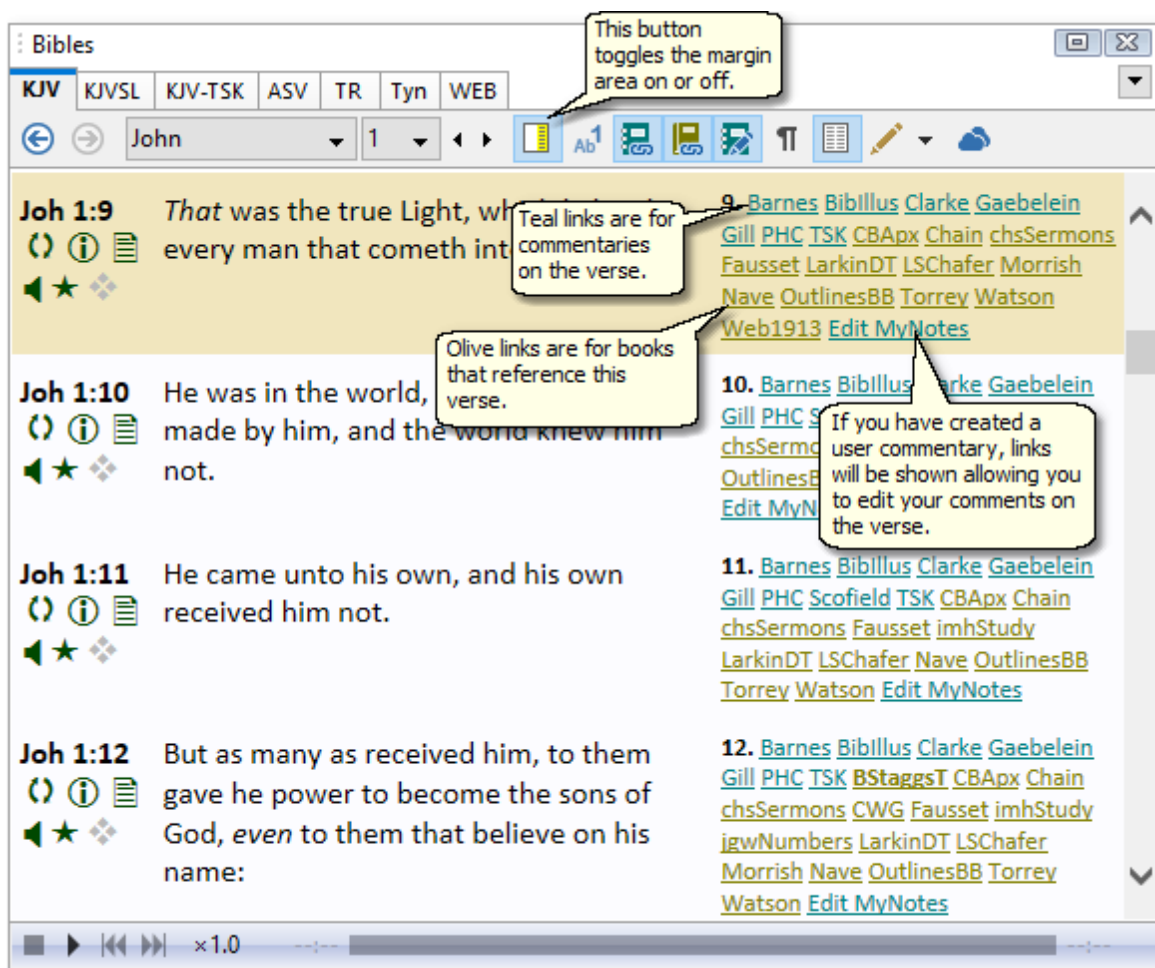 This button
toggles the margin
area on or off.
Bibles
KJV KJVSL KJV-TSK ASV TR Tyn WEB
John 1 Ab1 ¶
Joh 1:9 That was the true Light,
every man that cometh
Teal links are for
commentaries
on the verse.
9. Barnes BibIllus Clarke Gaebelein
Gill PHC TSK CBApx Chain chsSermons
Fausset LarkinDT LSChafer Morrish
Nave OutlinesBB Torrey Watson
Web1913 Edit MyNotes
Olive links are for books
that reference this
verse.
Joh 1:10 He was in the world,
made by him, and the world knew him
not.
10. Barnes BibIllus Clarke Gaebelein
Gill PHC
Edit
If you have created a
user commentary, links
will be shown allowing you
to edit your comments on
the verse.
Joh 1:11 He came unto his own, and his own
received him not.
11. Barnes BibIllus Clarke Gaebelein
Gill PHC Scofield TSK CBApx Chain
chsSermons Fausset imhStudy
LarkinDT LSChafer Nave OutlinesBB
Torrey Watson Edit MyNotes
Joh 1:12 But as many as received him, to them
gave he power to become the sons of
God, even to them that believe on his
name:
12. Barnes BibIllus Clarke Gaebelein
Gill PHC TSK BStaggsT CBApx Chain
chsSermons CWG Fausset imhStudy
jgwNumbers LarkinDT LSChafer
Morrish Nave OutlinesBB Torrey
Watson Edit MyNotes
×1.0 --:-- --:--